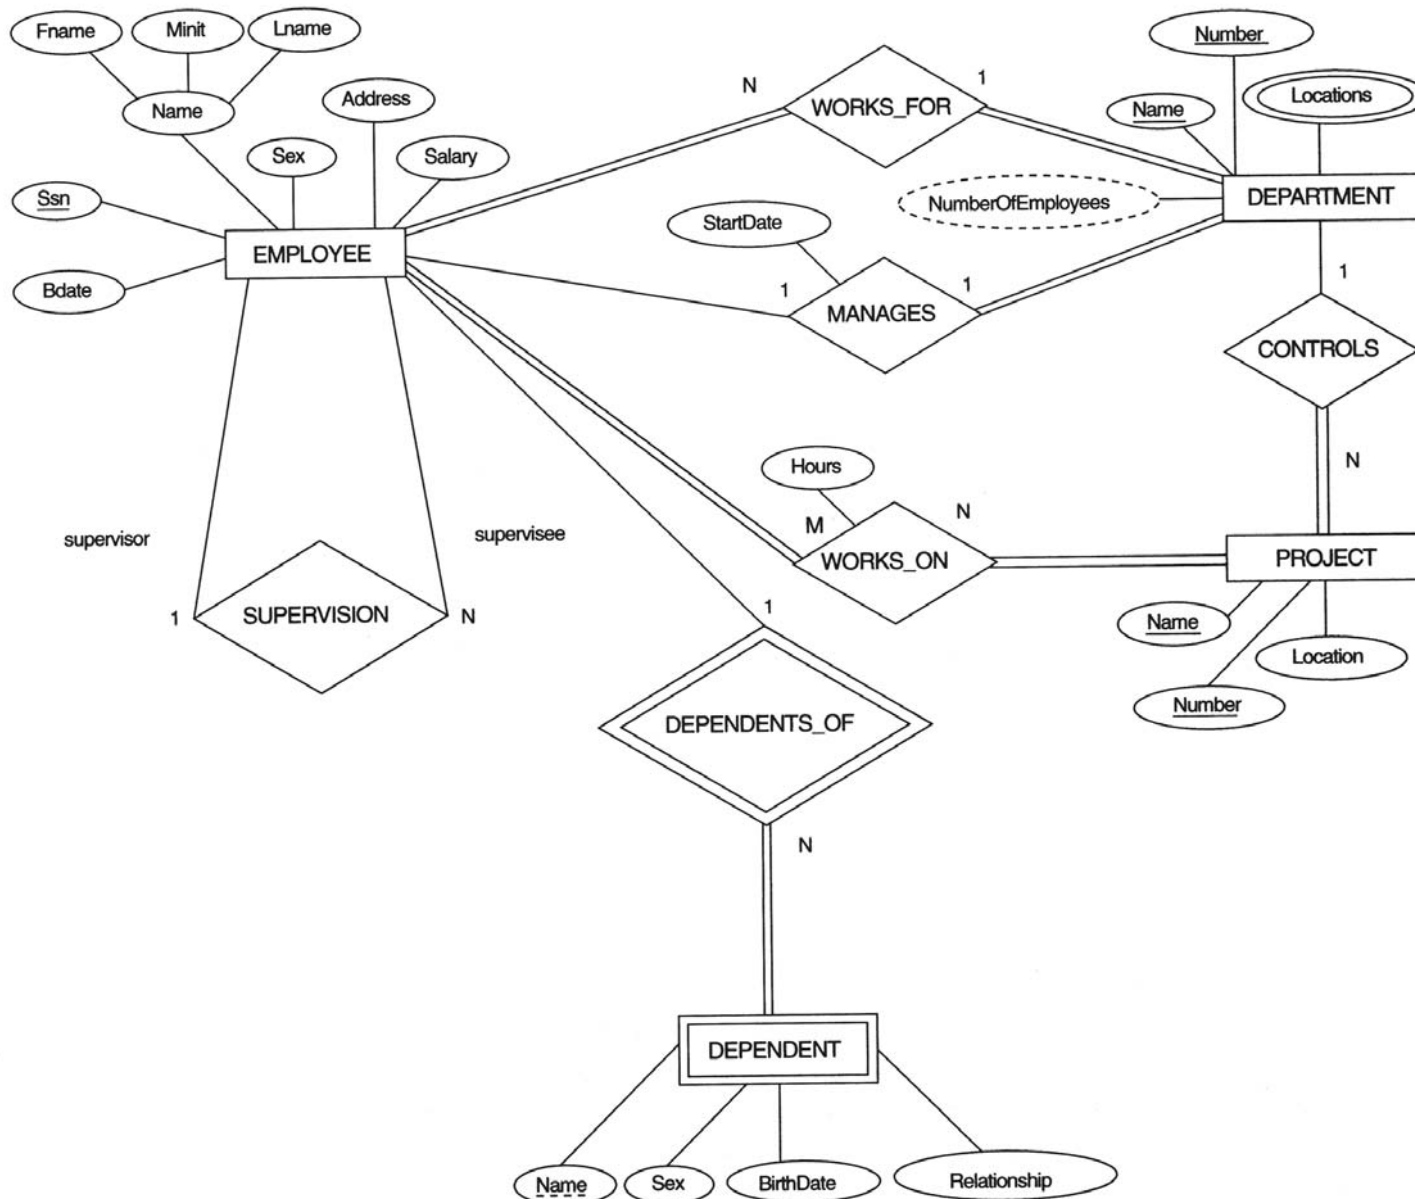 Fname
Minit
Lname
Number
Name
Address
Locations
N
1
WORKS_FOR
Name
Sex
Salary
Ssn
NumberOfEmployees
DEPARTMENT
StartDate
EMPLOYEE
Bdate
1
1
1
MANAGES
CONTROLS
Hours
N
M
N
supervisor
supervisee
WORKS_ON
PROJECT
1
SUPERVISION
N
1
Name
Location
Number
DEPENDENTS_OF
N
DEPENDENT
Name
Sex
BirthDate
Relationship